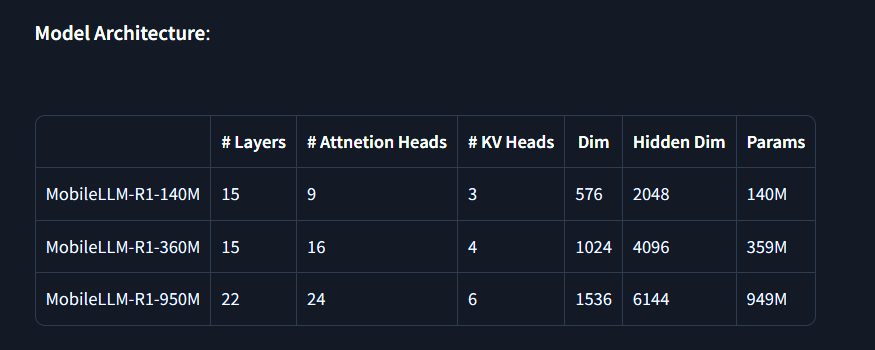 Model Architecture:
# Layers # Attnetion Heads # KV Heads Dim Hidden Dim Params
MobileLLM-R1-140M 15 9 3 576 2048 140M
MobileLLM-R1-360M 15 16 4 1024 4096 359M
MobileLLM-R1-950M 22 24 6 1536 6144 949M